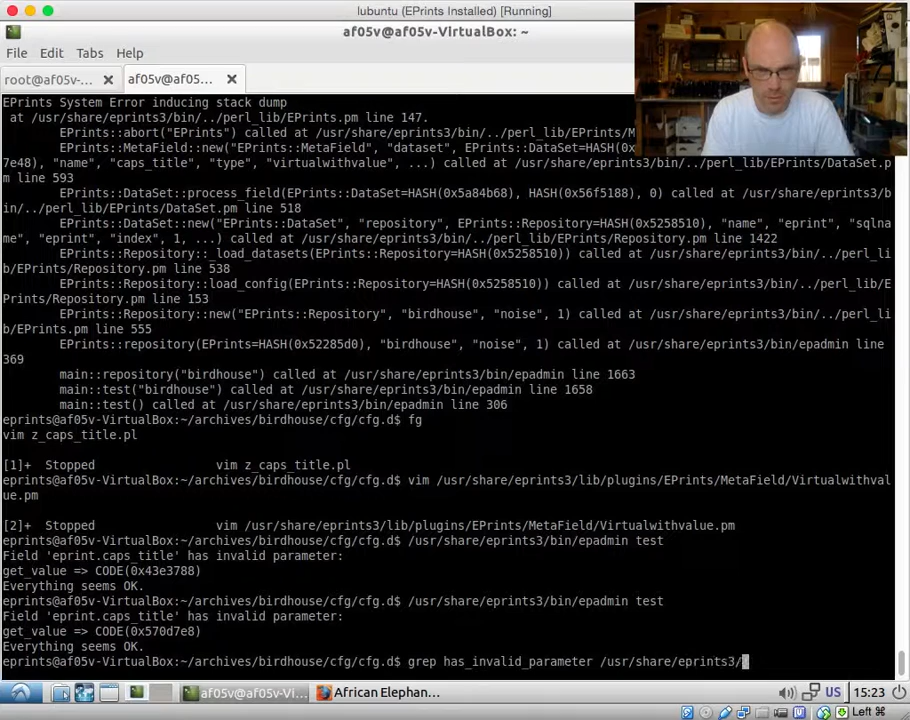 lubuntu (EPrints Installed) [Running]
af05v@af05v-VirtualBox: ~
File Edit Tabs Help
root@af05v-... af05v@af05...
EPrints System Error inducing stack dump
at /usr/share/eprints3/bin/../perl_lib/EPrints.pm line 147.
EPrints::abort("EPrints") called at /usr/share/eprints3/bin/../perl_lib/EPrints/M
EPrints::MetaField::new("EPrints::MetaField", "dataset", EPrints::DataSet=HASH(0x
7e48), "name", "caps_title", "type", "virtualwithvalue", ...) called at /usr/share/eprints3/bin/../perl_lib/EPrints/DataSet.p
m line 593
EPrints::DataSet::process_field(EPrints::DataSet=HASH(0x5a84b68), HASH(0x56f5188), 0) called at /usr/share/eprints3/b
in/../perl_lib/EPrints/DataSet.pm line 518
EPrints::DataSet::new("EPrints::DataSet", "repository", EPrints::Repository=HASH(0x5258510), "name", "eprint", "sqlna
me", "eprint", "index", 1, ...) called at /usr/share/eprints3/bin/../perl_lib/EPrints/Repository.pm line 1422
EPrints::Repository::_load_datasets(EPrints::Repository=HASH(0x5258510)) called at /usr/share/eprints3/bin/../perl_li
b/EPrints/Repository.pm line 538
EPrints::Repository::load_config(EPrints::Repository=HASH(0x5258510)) called at /usr/share/eprints3/bin/../perl_lib/E
Prints/Repository.pm line 153
EPrints::Repository::new("EPrints::Repository", "birdhouse", "noise", 1) called at /usr/share/eprints3/bin/../perl_li
b/EPrints.pm line 555
EPrints::repository(EPrints=HASH(0x52285d0), "birdhouse", "noise", 1) called at /usr/share/eprints3/bin/epadmin line
369
main::repository("birdhouse") called at /usr/share/eprints3/bin/epadmin line 1663
main::test("birdhouse") called at /usr/share/eprints3/bin/epadmin line 1658
main::test() called at /usr/share/eprints3/bin/epadmin line 306
eprints@af05v-VirtualBox:~/archives/birdhouse/cfg/cfg.d$ fg
vim z_caps_title.pl
[1]+ Stopped vim z_caps_title.pl
eprints@af05v-VirtualBox:~/archives/birdhouse/cfg/cfg.d$ vim /usr/share/eprints3/lib/plugins/EPrints/MetaField/Virtualwithval
ue.pm
[2]+ Stopped vim /usr/share/eprints3/lib/plugins/EPrints/MetaField/Virtualwithvalue.pm
eprints@af05v-VirtualBox:~/archives/birdhouse/cfg/cfg.d$ /usr/share/eprints3/bin/epadmin test
Field 'eprint.caps_title' has invalid parameter:
get_value => CODE(0x43e3788)
Everything seems OK.
eprints@af05v-VirtualBox:~/archives/birdhouse/cfg/cfg.d$ /usr/share/eprints3/bin/epadmin test
Field 'eprint.caps_title' has invalid parameter:
get_value => CODE(0x570d7e8)
Everything seems OK.
eprints@af05v-VirtualBox:~/archives/birdhouse/cfg/cfg.d$ grep has_invalid_parameter /usr/share/eprints3/
af05v@af05v-Vi... African Elephan... US 15:23
Left ⌘